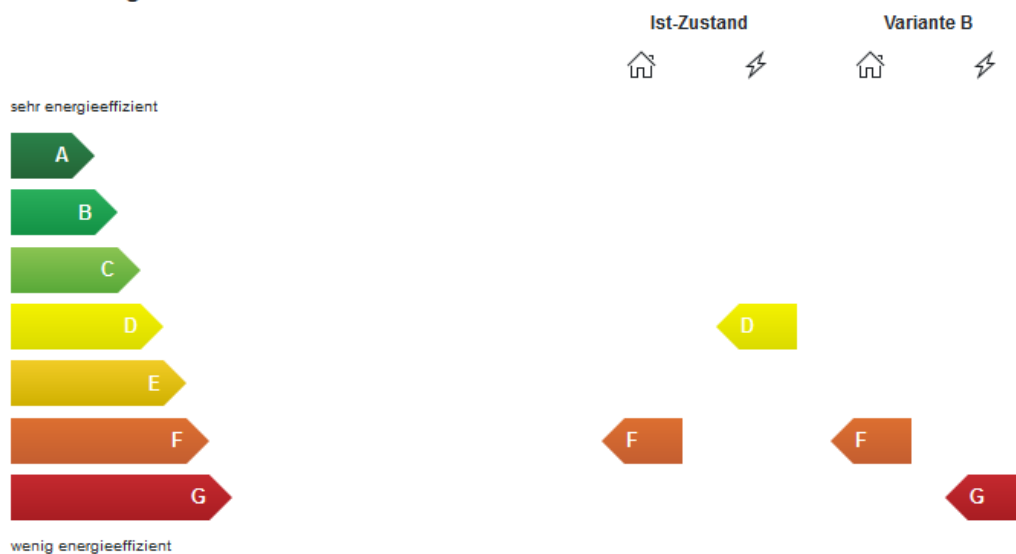 Ist-Zustand Variante B
sehr energieeffizient
A
B
C
D D
E
F F F
G G
wenig energieeffizient